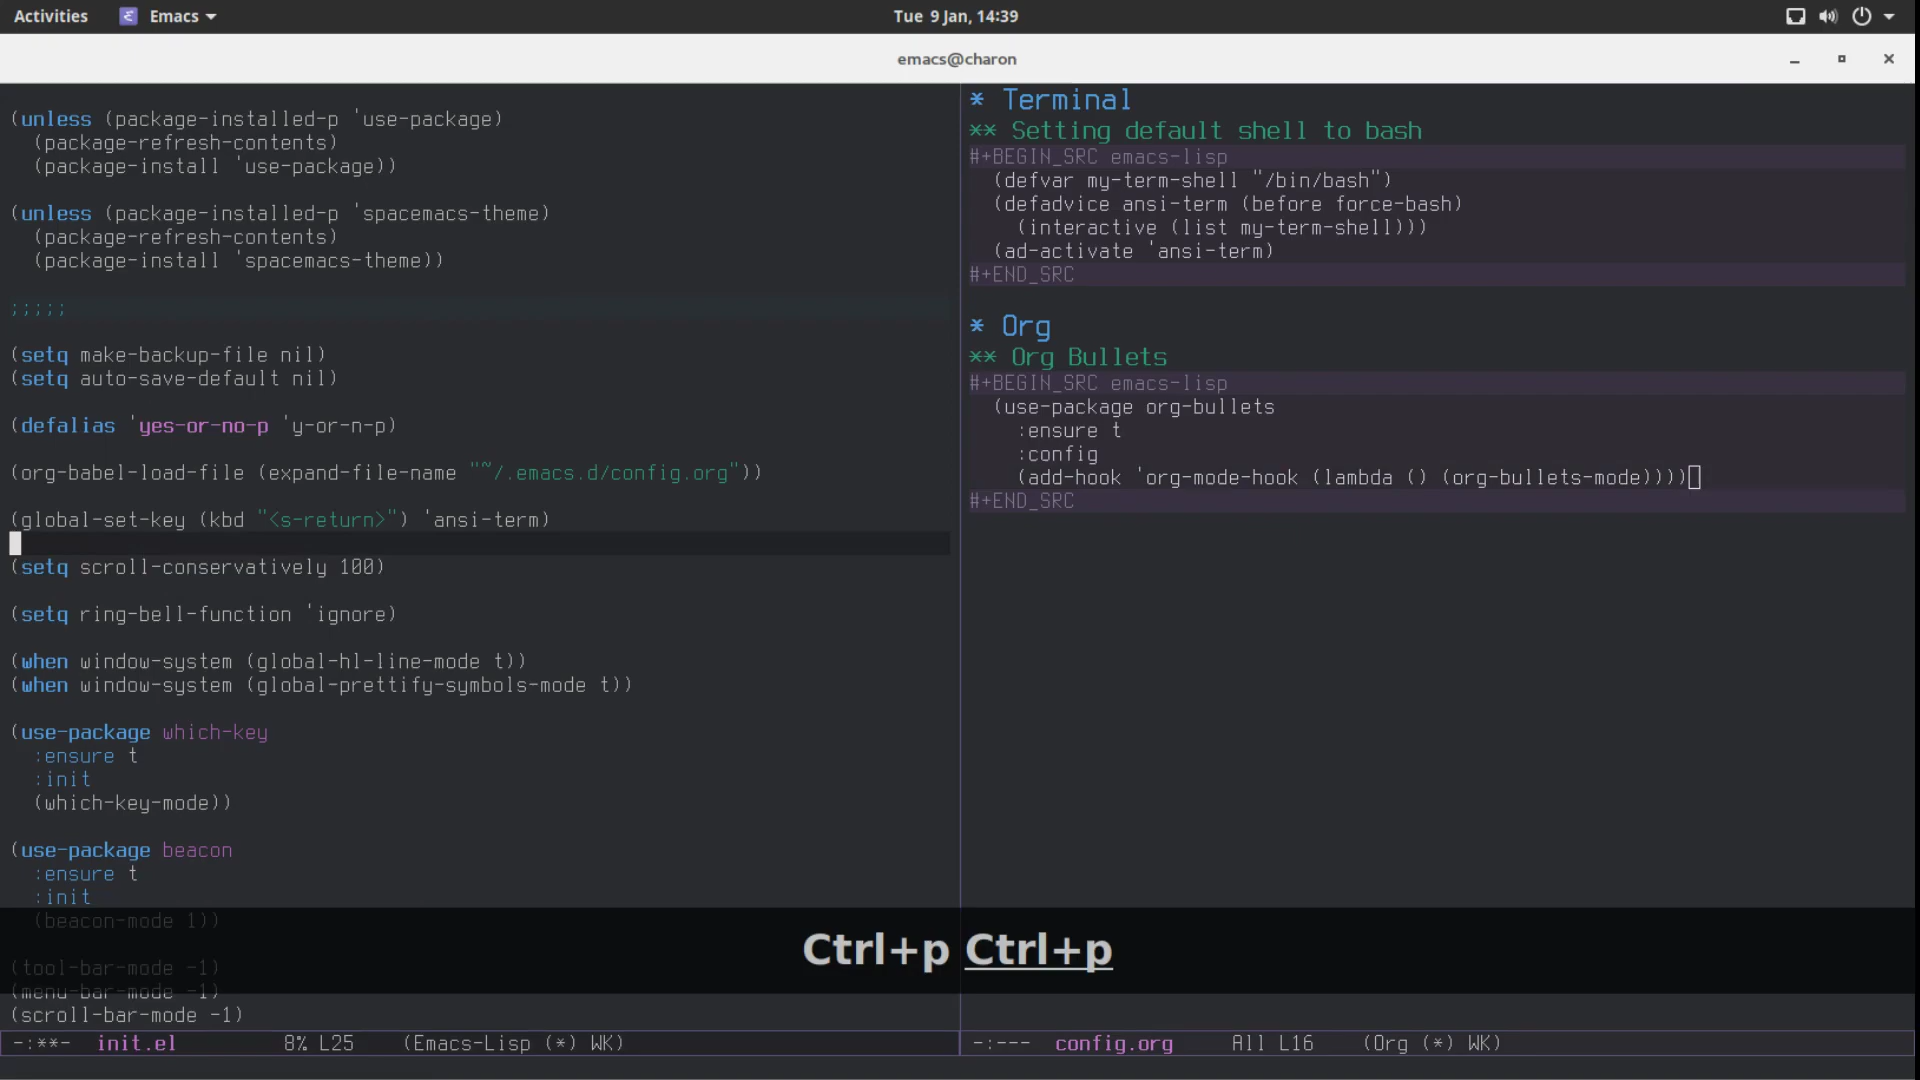 Activities Emacs Tue 9 Jan, 14:39
emacs@charon
(unless (package-installed-p 'use-package)
(package-refresh-contents)
(package-install 'use-package))
(unless (package-installed-p 'spacemacs-theme)
(package-refresh-contents)
(package-install 'spacemacs-theme))
;;;;;
(setq make-backup-file nil)
(setq auto-save-default nil)
(defalias 'yes-or-no-p 'y-or-n-p)
(org-babel-load-file (expand-file-name "~/.emacs.d/config.org"))
(global-set-key (kbd "<s-return>") 'ansi-term)
(setq scroll-conservatively 100)
(setq ring-bell-function 'ignore)
(when window-system (global-hl-line-mode t))
(when window-system (global-prettify-symbols-mode t))
(use-package which-key
:ensure t
:init
(which-key-mode))
(use-package beacon
:ensure t
:init
(beacon-mode 1))
(tool-bar-mode -1)
(menu-bar-mode -1)
(scroll-bar-mode -1)
-:**- init.el 8% L25 (Emacs-Lisp (*) WK)
* Terminal
** Setting default shell to bash
#+BEGIN_SRC emacs-lisp
(defvar my-term-shell "/bin/bash")
(defadvice ansi-term (before force-bash)
(interactive (list my-term-shell)))
(ad-activate 'ansi-term)
#+END_SRC
* Org
** Org Bullets
#+BEGIN_SRC emacs-lisp
(use-package org-bullets
:ensure t
:config
(add-hook 'org-mode-hook (lambda () (org-bullets-mode))))
#+END_SRC
-:--- config.org All L16 (Org (*) WK)
Ctrl+p Ctrl+p